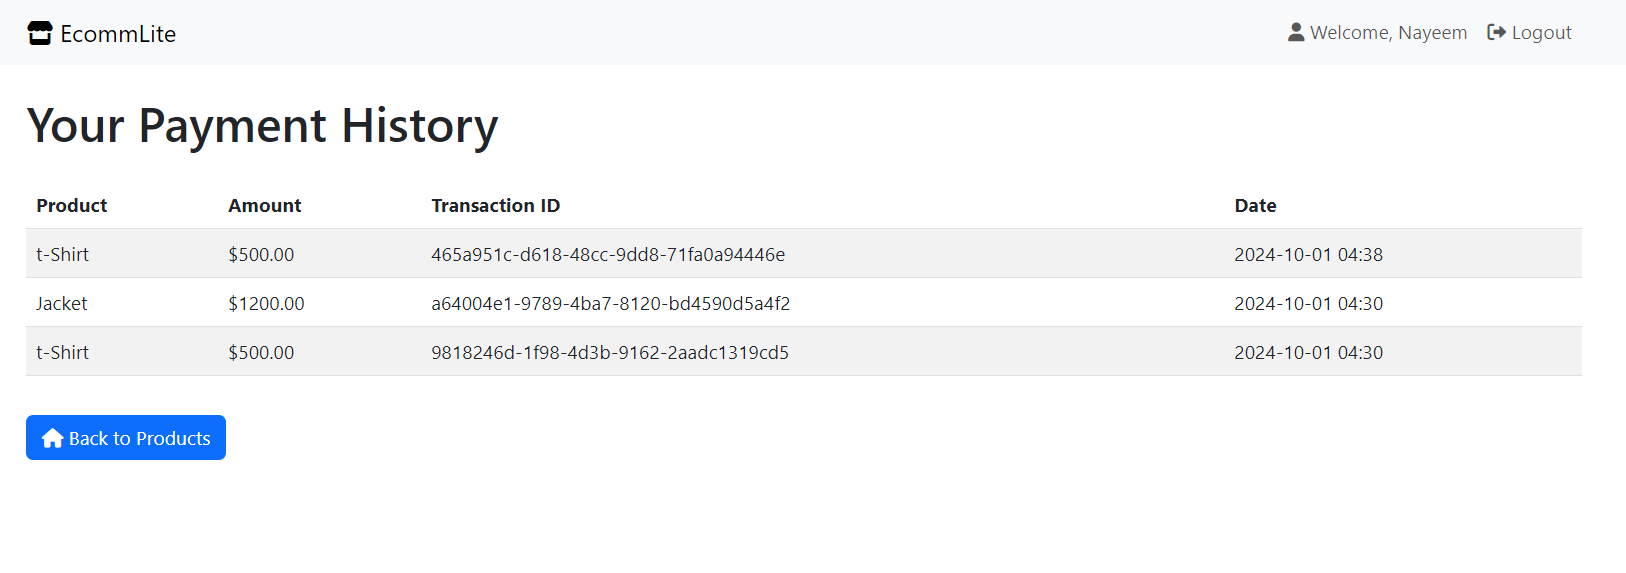 EcommLite Welcome, Nayeem Logout
Your Payment History
Product Amount Transaction ID Date
t-Shirt $500.00 465a951c-d618-48cc-9dd8-71fa0a94446e 2024-10-01 04:38
Jacket $1200.00 a64004e1-9789-4ba7-8120-bd4590d5a4f2 2024-10-01 04:30
t-Shirt $500.00 9818246d-1f98-4d3b-9162-2aadc1319cd5 2024-10-01 04:30
Back to Products